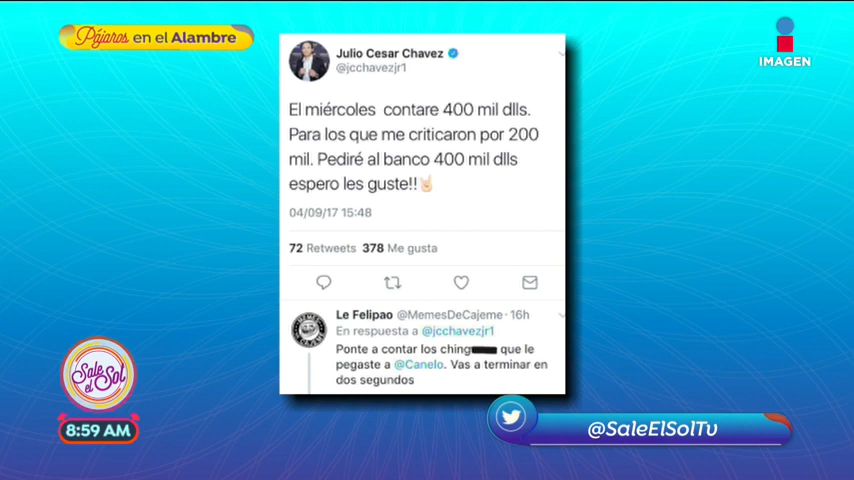 Pájaros en el Alambre
IMAGEN
Julio Cesar Chavez
@jcchavezjr1
El miércoles contare 400 mil dlls.
Para los que me criticaron por 200
mil. Pediré al banco 400 mil dlls
espero les guste!!🤘🏻
04/09/17 15:48
72 Retweets 378 Me gusta
Le Felipao @MemesDeCajeme · 16h
En respuesta a @jcchavezjr1
Ponte a contar los ching que le
pegaste a @Canelo. Vas a terminar en
dos segundos
Sale el Sol
8:59 AM
@SaleElSolTv